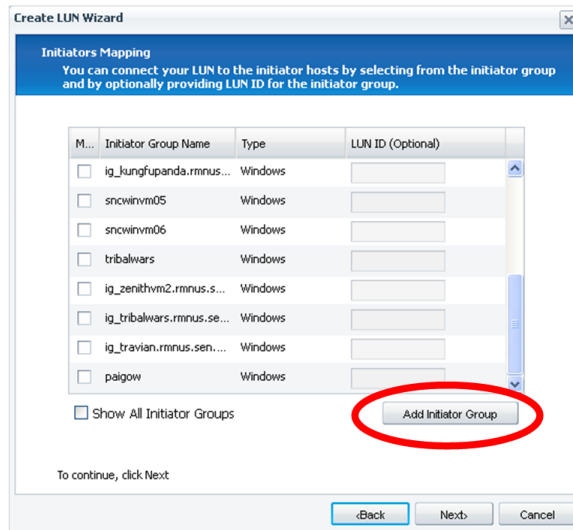 Create LUN Wizard
Initiators Mapping
You can connect your LUN to the initiator hosts by selecting from the initiator group
and by optionally providing LUN ID for the initiator group.
M... Initiator Group Name Type LUN ID (Optional)
ig_kungfupanda.rmnus... Windows
sncwinvm05 Windows
sncwinvm06 Windows
tribalwars Windows
ig_zenithvm2.rmnus.s... Windows
ig_tribalwars.rmnus.se... Windows
ig_travian.rmnus.sen.... Windows
paigow Windows
Show All Initiator Groups Add Initiator Group
To continue, click Next
<Back Next> Cancel